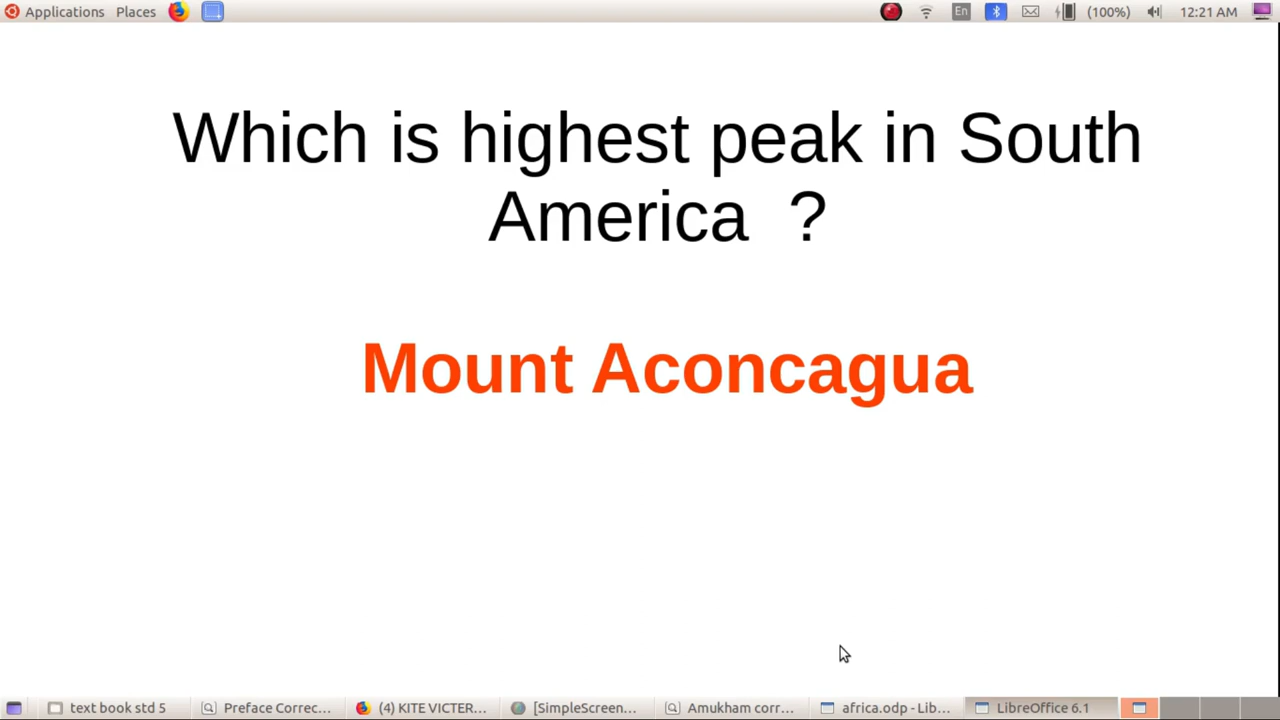 Applications Places En (100%) 12:21 AM
Which is highest peak in South
America ?
Mount Aconcagua
text book std 5 Preface Correc... (4) KITE VICTER... [SimpleScreen... Amukham corr... africa.odp - Lib... LibreOffice 6.1